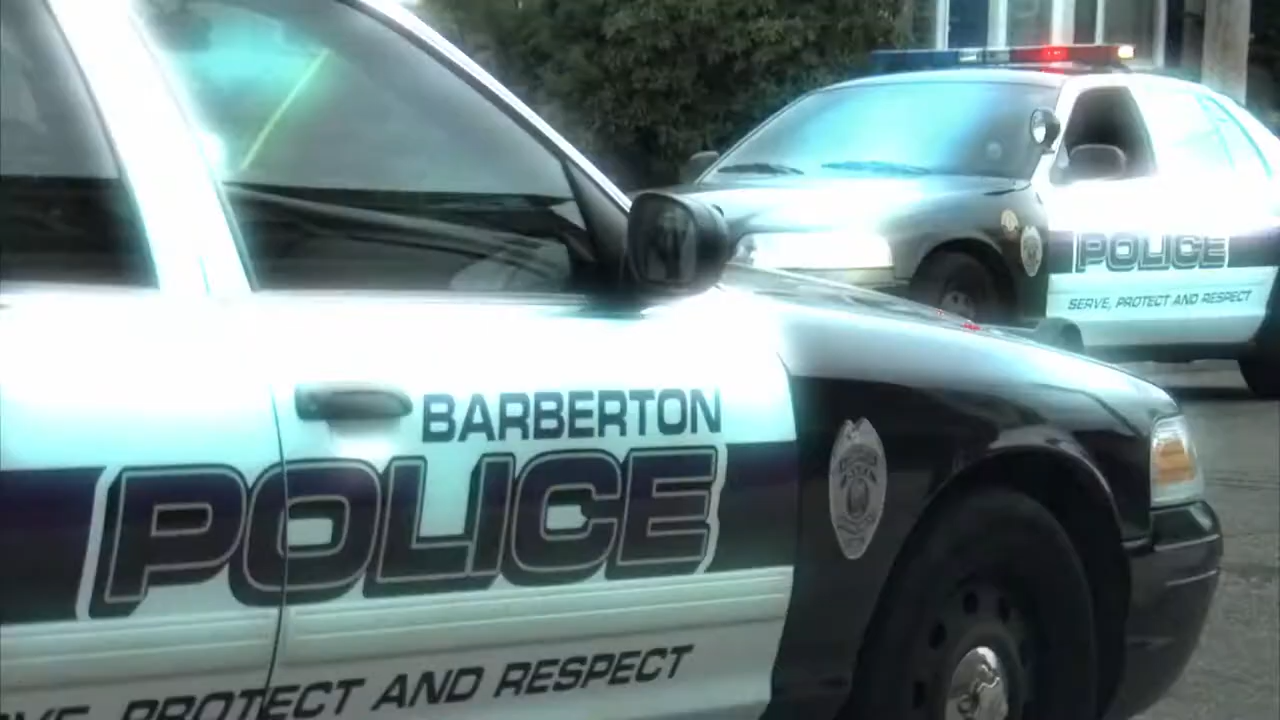 BARBERTON
POLICE
PROTECT AND RESPECT
POLICE
SERVE, PROTECT AND RESPECT